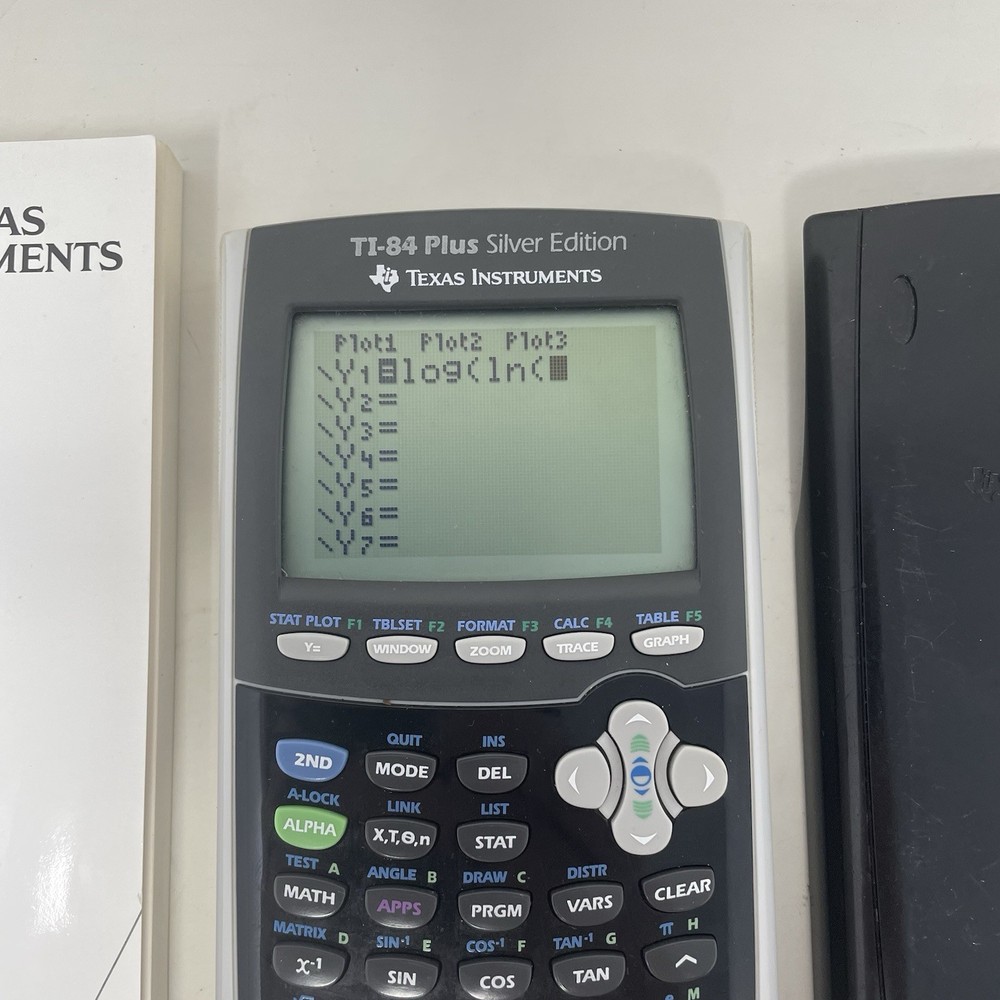 AS
MENTS
TI-84 Plus Silver Edition
TEXAS INSTRUMENTS
Plot1 Plot2 Plot3
\Y1=log(ln(
\Y2=
\Y3=
\Y4=
\Y5=
\Y6=
\Y7=
STAT PLOT F1 TBLSET F2 FORMAT F3 CALC F4 TABLE F5
Y= WINDOW ZOOM TRACE GRAPH
QUIT INS
2ND MODE DEL
A-LOCK LINK LIST
ALPHA X,T,Θ,n STAT
TEST A ANGLE B DRAW C DISTR
MATH APPS PRGM VARS CLEAR
MATRIX D SIN⁻¹ E COS⁻¹ F TAN⁻¹ G π H
x⁻¹ SIN COS TAN ^
M